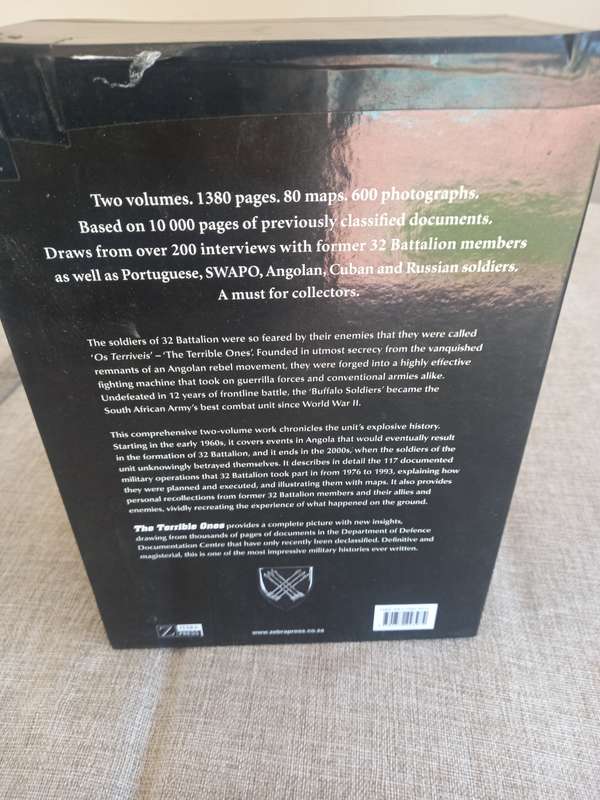 Two volumes. 1380 pages. 80 maps. 600 photographs.
Based on 10 000 pages of previously classified documents.
Draws from over 200 interviews with former 32 Battalion members
as well as Portuguese, SWAPO, Angolan, Cuban and Russian soldiers.
A must for collectors.
The soldiers of 32 Battalion were so feared by their enemies that they were called
'Os Terríveis' – 'The Terrible Ones'. Founded in utmost secrecy from the vanquished
remnants of an Angolan rebel movement, they were forged into a highly effective
fighting machine that took on guerrilla forces and conventional armies alike.
Undefeated in 12 years of frontline battle, the 'Buffalo Soldiers' became the
South African Army's best combat unit since World War II.
This comprehensive two-volume work chronicles the unit's explosive history.
Starting in the early 1960s, it covers events in Angola that would eventually result
in the formation of 32 Battalion, and it ends in the 2000s, when the soldiers of the
unit unknowingly betrayed themselves. It describes in detail the 117 documented
military operations that 32 Battalion took part in from 1976 to 1993, explaining how
they were planned and executed, and illustrating them with maps. It also provides
personal recollections from former 32 Battalion members and their allies and
enemies, vividly recreating the experience of what happened on the ground.
The Terrible Ones provides a complete picture with new insights,
drawing from thousands of pages of documents in the Department of Defence
Documentation Centre that have only recently been declassified. Definitive and
magisterial, this is one of the most impressive military histories ever written.
Z
www.zebrapress.co.za